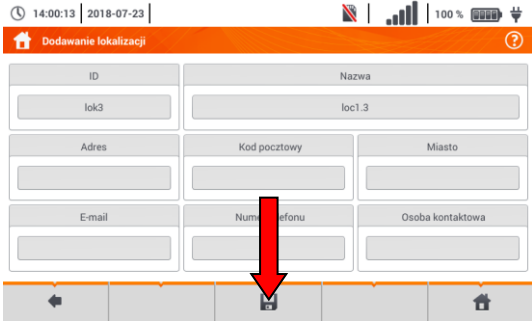 14:00:13 2018-07-23 100 %
Dodawanie lokalizacji ?
ID Nazwa
lok3 loc1.3
Adres Kod pocztowy Miasto
E-mail Osoba kontaktowa